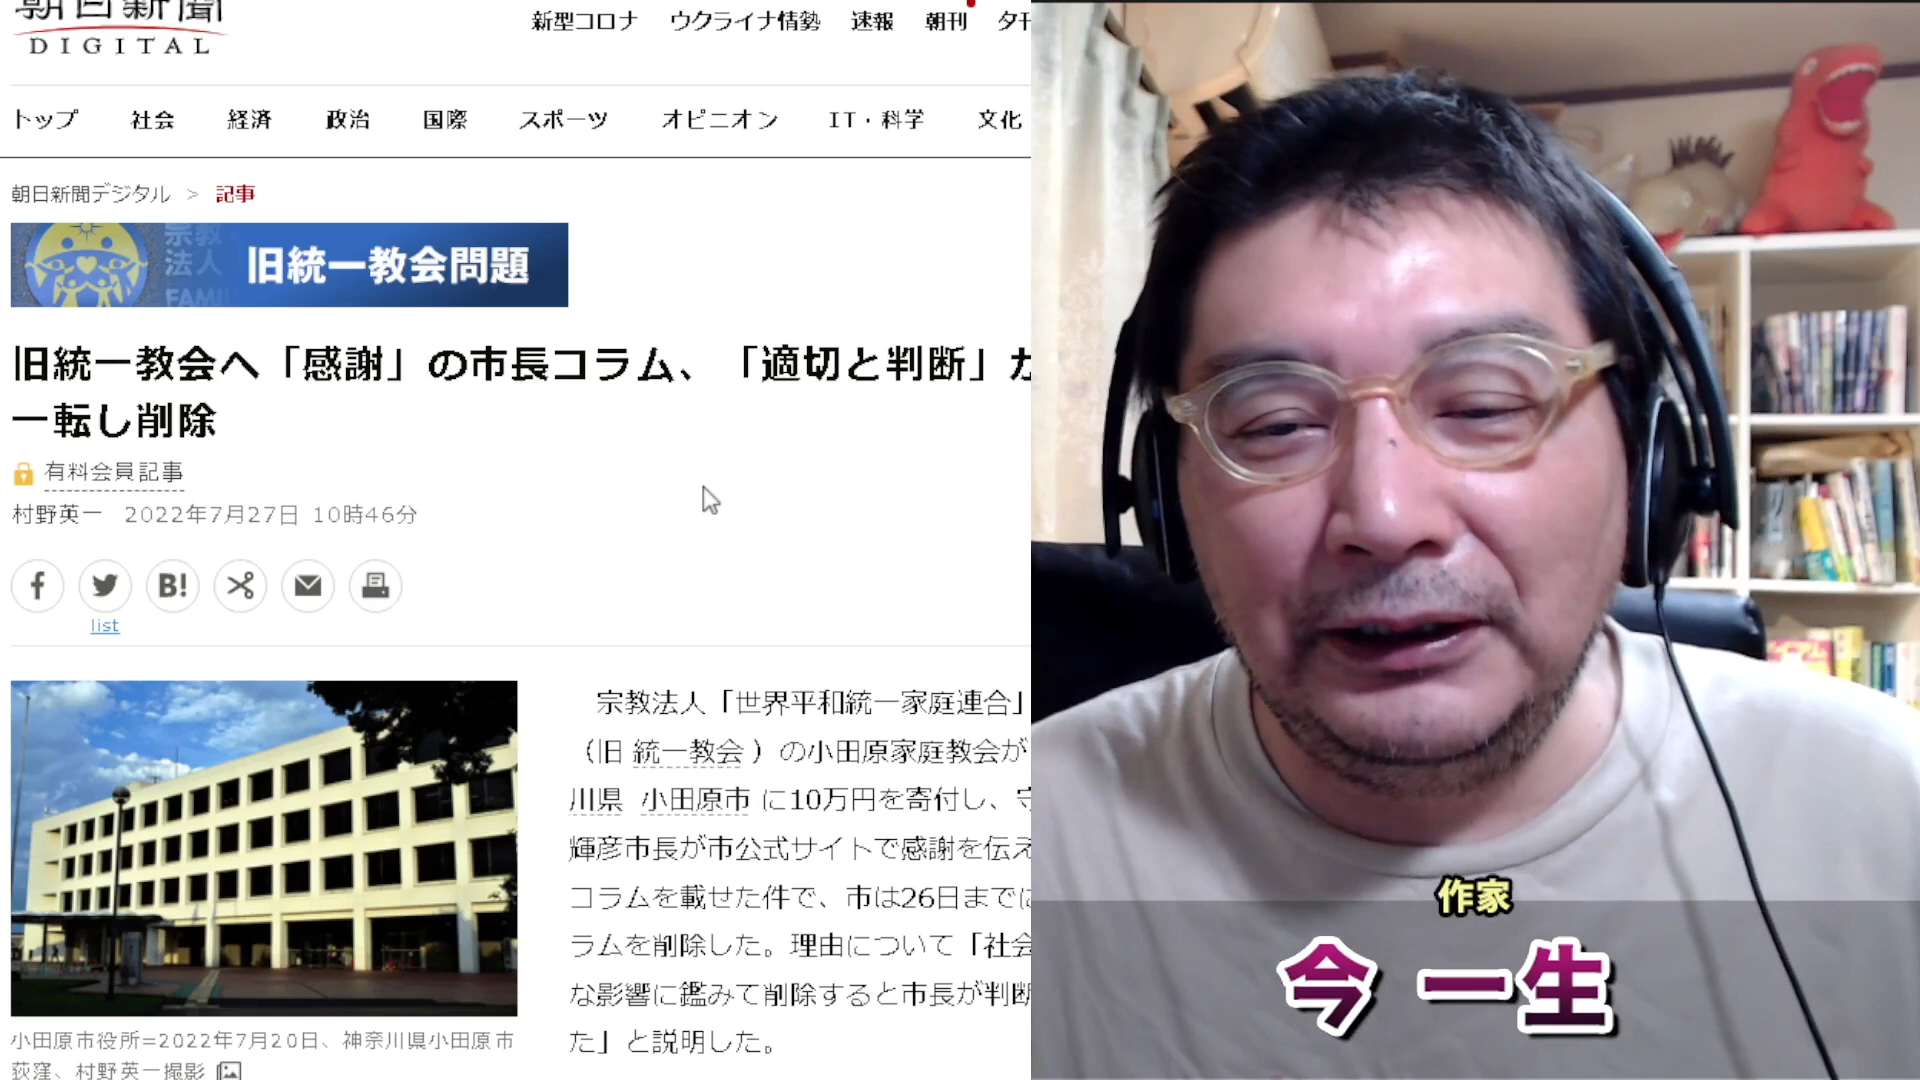 朝日新聞
DIGITAL
新型コロナ ウクライナ情勢 速報 朝刊 夕刊
トップ 社会 経済 政治 国際 スポーツ オピニオン IT・科学 文化
朝日新聞デジタル > 記事
宗教
法人
FAMI
旧統一教会問題
旧統一教会へ「感謝」の市長コラム、「適切と判断」か
一転し削除
有料会員記事
村野英一 2022年7月27日 10時46分
B!
list
宗教法人「世界平和統一家庭連合」
（旧 統一教会 ）の小田原家庭教会が
川県 小田原市 に10万円を寄付し、守
輝彦市長が市公式サイトで感謝を伝え
コラムを載せた件で、市は26日までに
ラムを削除した。理由について「社会
な影響に鑑みて削除すると市長が判断
た」と説明した。
小田原市役所=2022年7月20日、神奈川県小田原市
荻窪、村野英一撮影
作家
今 一生